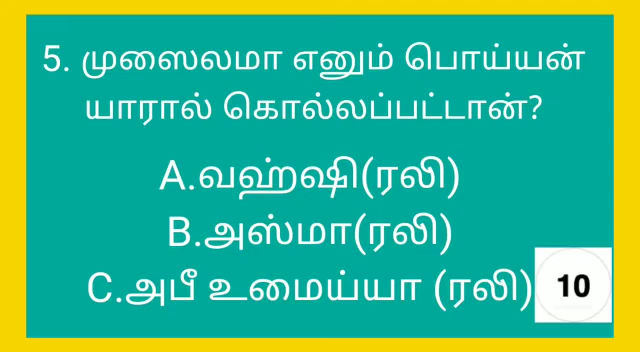 5. முஸைலமா எனும் பொய்யன்
யாரால் கொல்லப்பட்டான்?
A.வஹ்ஷி(ரலி)
B.அஸ்மா(ரலி)
C.அபீ உமைய்யா (ரலி)
10